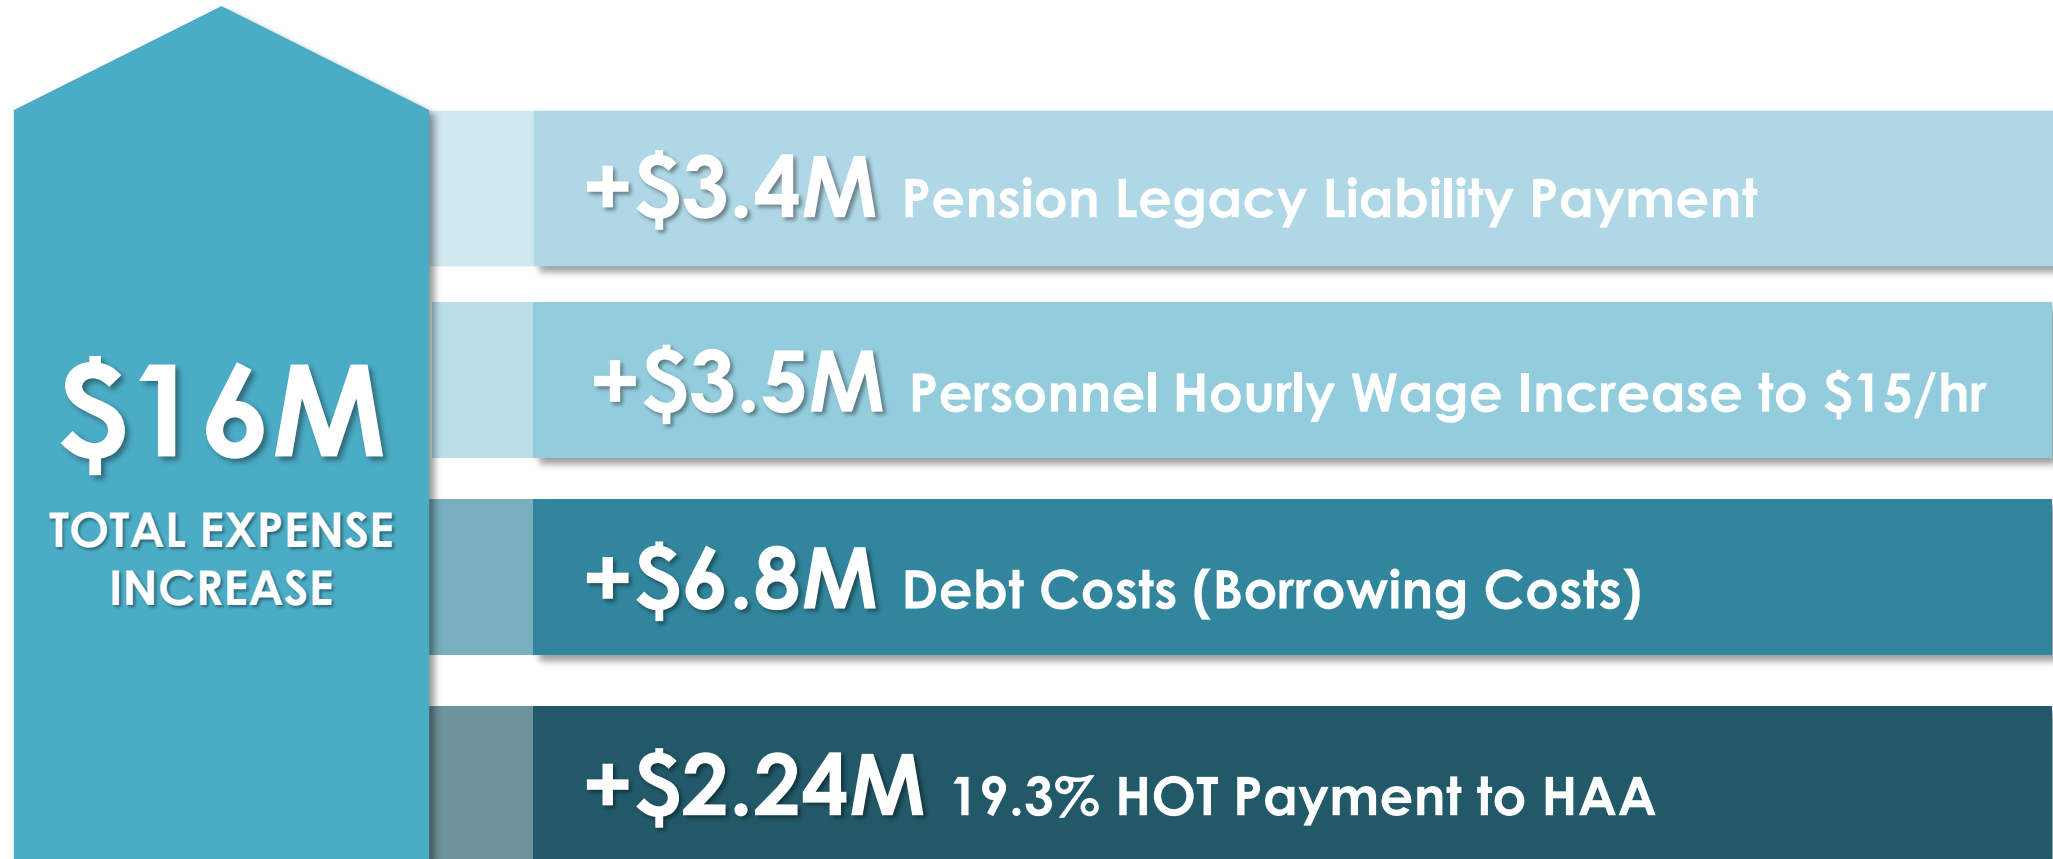 $16M
TOTAL EXPENSE
INCREASE
+$3.4M Pension Legacy Liability Payment
+$3.5M Personnel Hourly Wage Increase to $15/hr
+$6.8M Debt Costs (Borrowing Costs)
+$2.24M 19.3% HOT Payment to HAA